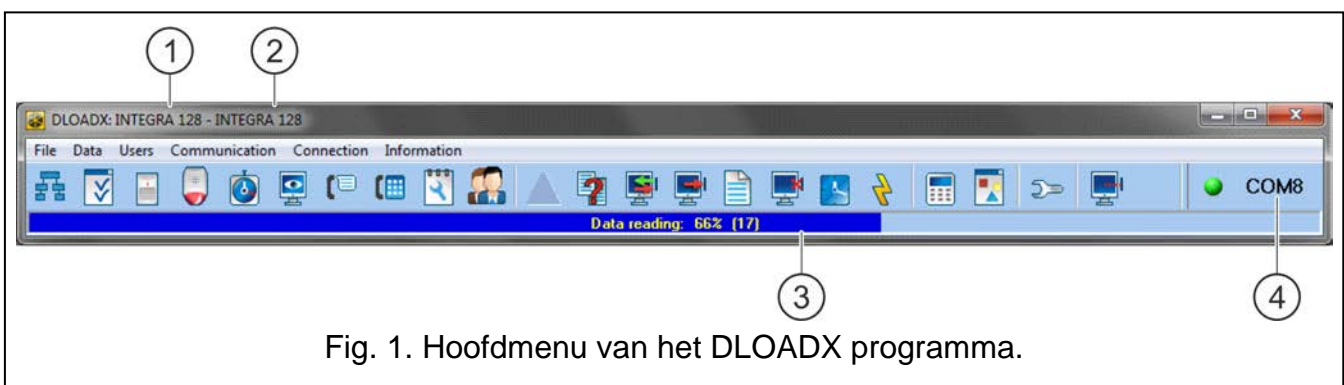 1 2
DLOADX: INTEGRA 128 - INTEGRA 128
File Data Users Communication Connection Information
COM8
Data reading: 66% (17)
3 4
Fig. 1. Hoofdmenu van het DLOADX programma.